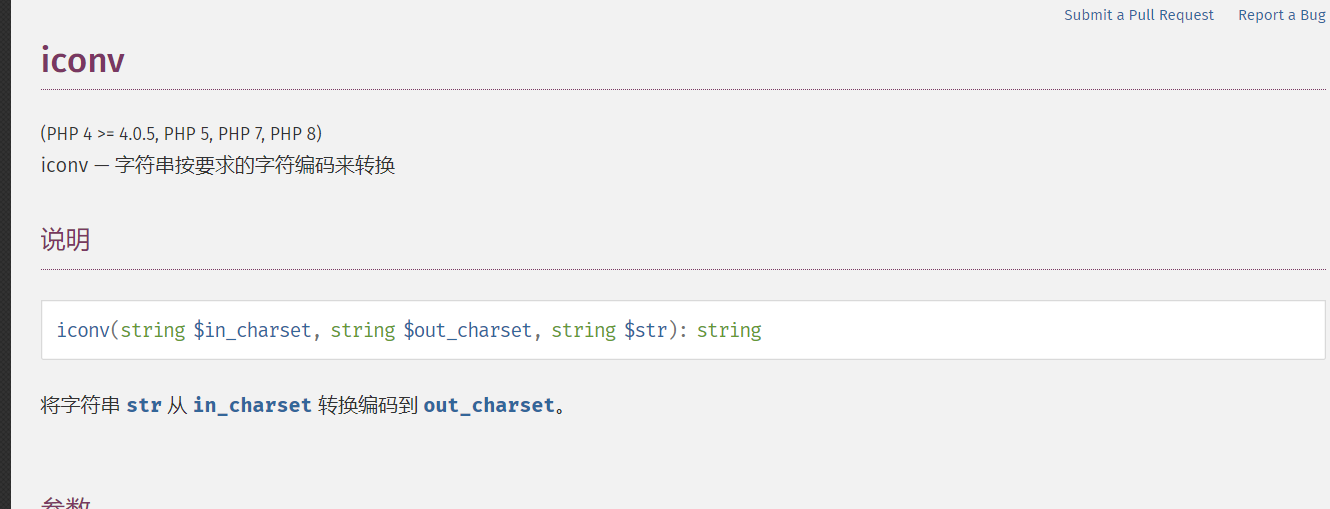 Submit a Pull Request Report a Bug
iconv
(PHP 4 >= 4.0.5, PHP 5, PHP 7, PHP 8)
iconv — 字符串按要求的字符编码来转换
说明
iconv(string $in_charset, string $out_charset, string $str): string
将字符串 str 从 in_charset 转换编码到 out_charset。
参数